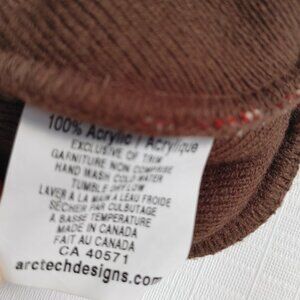 100% Acrylic / Acrylique
EXCLUSIVE OF TRIM
GARNITURE NON COMPRISE
HAND WASH COLD WATER
TUMBLE DRY LOW
LAVER À LA MAIN À L'EAU FROIDE
SÉCHER PAR CULBUTAGE
A BASSE TEMPÉRATURE
MADE IN CANADA
FAIT AU CANADA
CA 40571
arctechdesigns.com